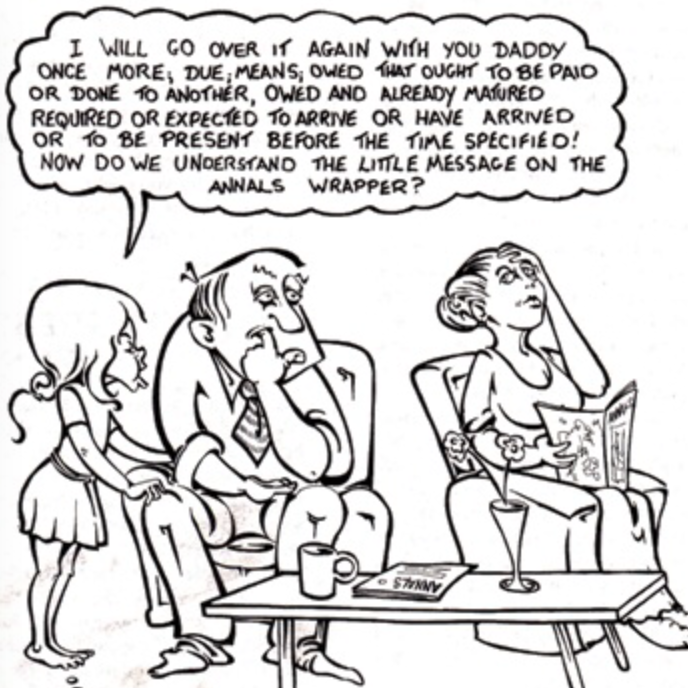 I WILL GO OVER IT AGAIN WITH YOU DADDY
ONCE MORE; DUE; MEANS; OWED THAT OUGHT TO BE PAID
OR DONE TO ANOTHER, OWED AND ALREADY MATURED
REQUIRED OR EXPECTED TO ARRIVE OR HAVE ARRIVED
OR TO BE PRESENT BEFORE THE TIME SPECIFIED!
NOW DO WE UNDERSTAND THE LITTLE MESSAGE ON THE
ANNALS WRAPPER?
ANNALS